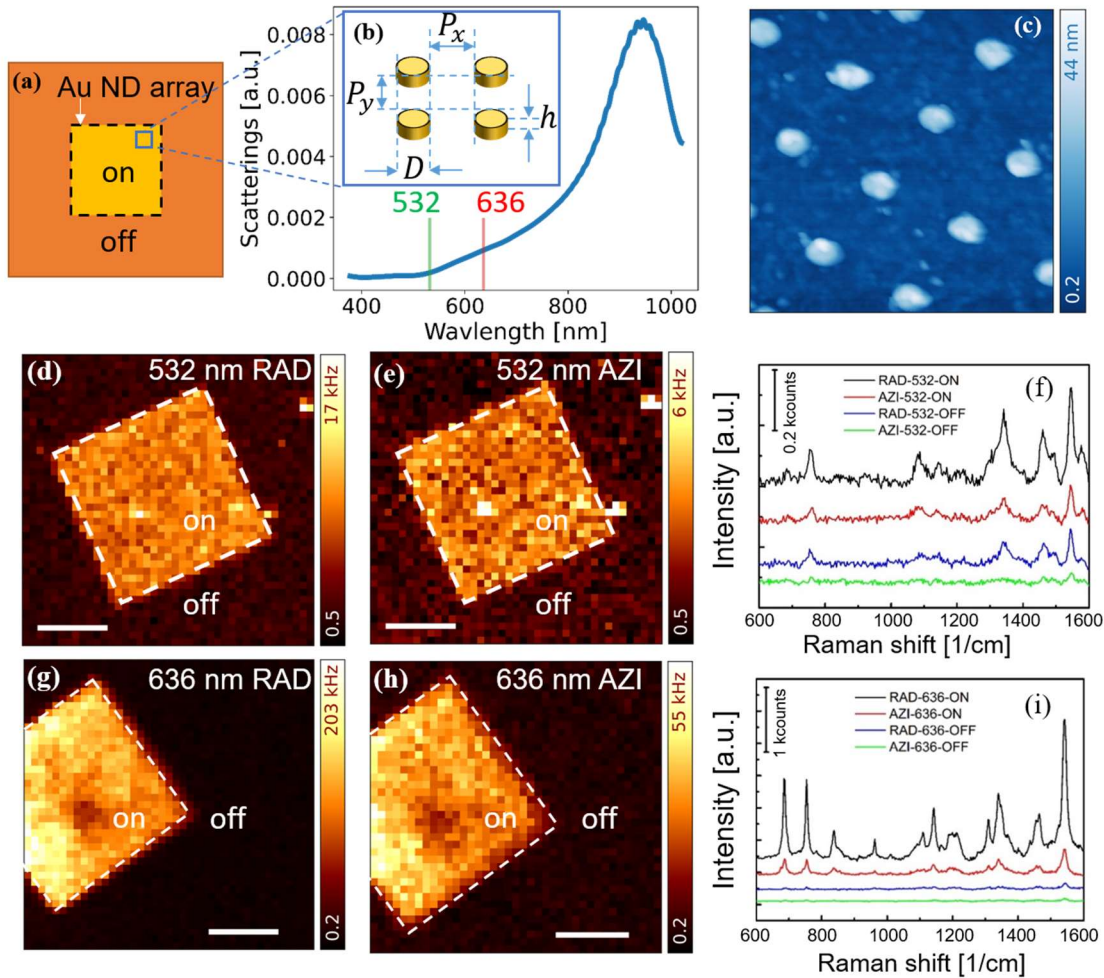 (a)
Au ND array
on
off
(b)
Scatterings [a.u.]
0.008
0.006
0.004
0.002
0.000
400
600
800
1000
Wavlength [nm]
Px
Py
h
D
532
636
(c)
44 nm
0.2
(d)
532 nm RAD
on
off
17 kHz
0.5
(e)
532 nm AZI
on
off
6 kHz
0.5
(f)
0.2 kcounts
RAD-532-ON
AZI-532-ON
RAD-532-OFF
AZI-532-OFF
Intensity [a.u.]
600 800 1000 1200 1400 1600
Raman shift [1/cm]
(g)
636 nm RAD
on
off
203 kHz
0.2
(h)
636 nm AZI
on
off
55 kHz
0.2
(i)
1 kcounts
RAD-636-ON
AZI-636-ON
RAD-636-OFF
AZI-636-OFF
Intensity [a.u.]
600 800 1000 1200 1400 1600
Raman shift [1/cm]